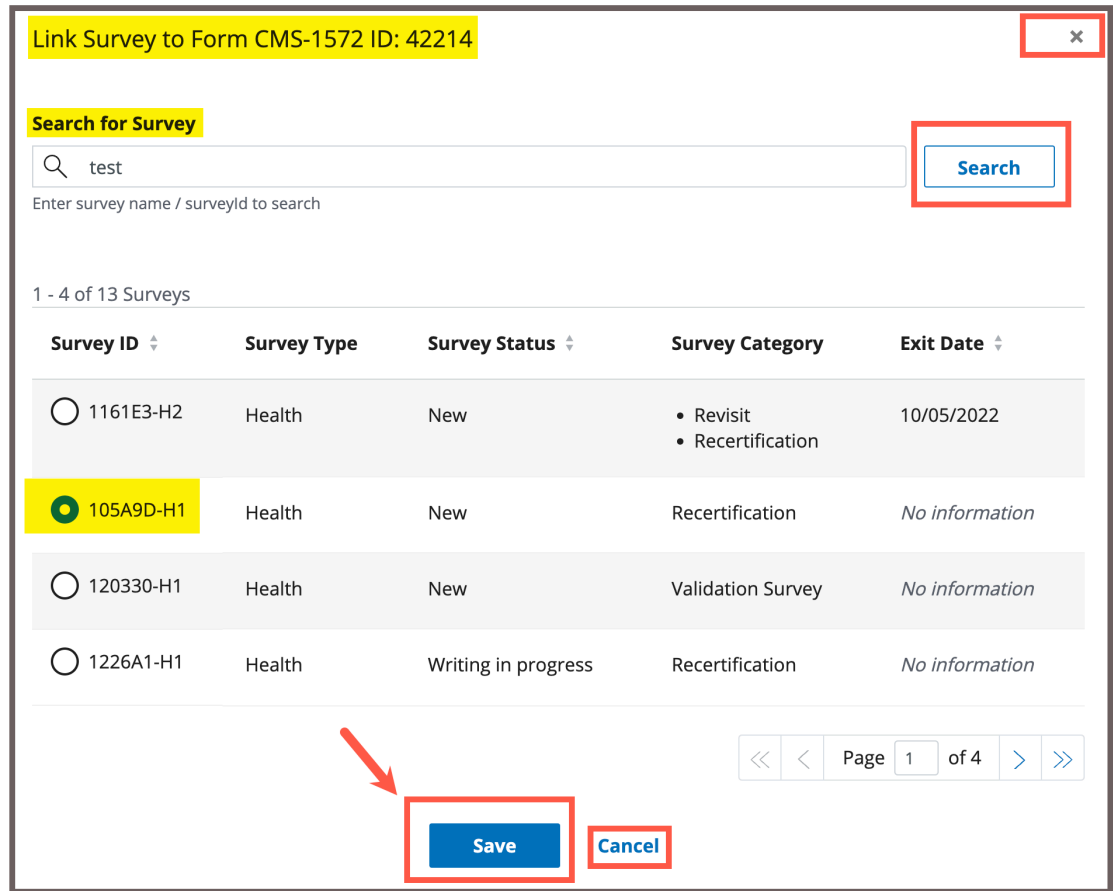 Link Survey to Form CMS-1572 ID: 42214 ×
Search for Survey
test Search
Enter survey name / surveyId to search
1 - 4 of 13 Surveys
Survey ID Survey Type Survey Status Survey Category Exit Date
1161E3-H2 Health New • Revisit 10/05/2022
• Recertification
105A9D-H1 Health New Recertification No information
120330-H1 Health New Validation Survey No information
1226A1-H1 Health Writing in progress Recertification No information
Page 1 of 4
Save Cancel